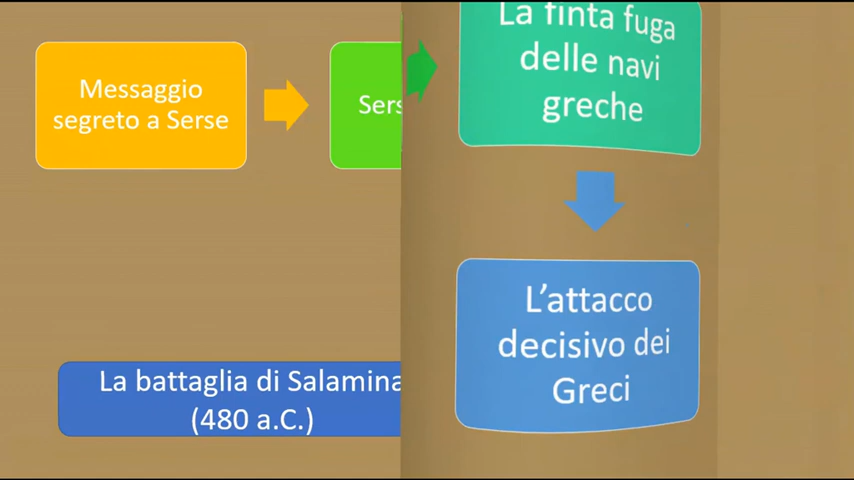 Messaggio
segreto a Serse
La finta fuga
delle navi
greche
L'attacco
decisivo dei
Greci
La battaglia di Salamina
(480 a.C.)